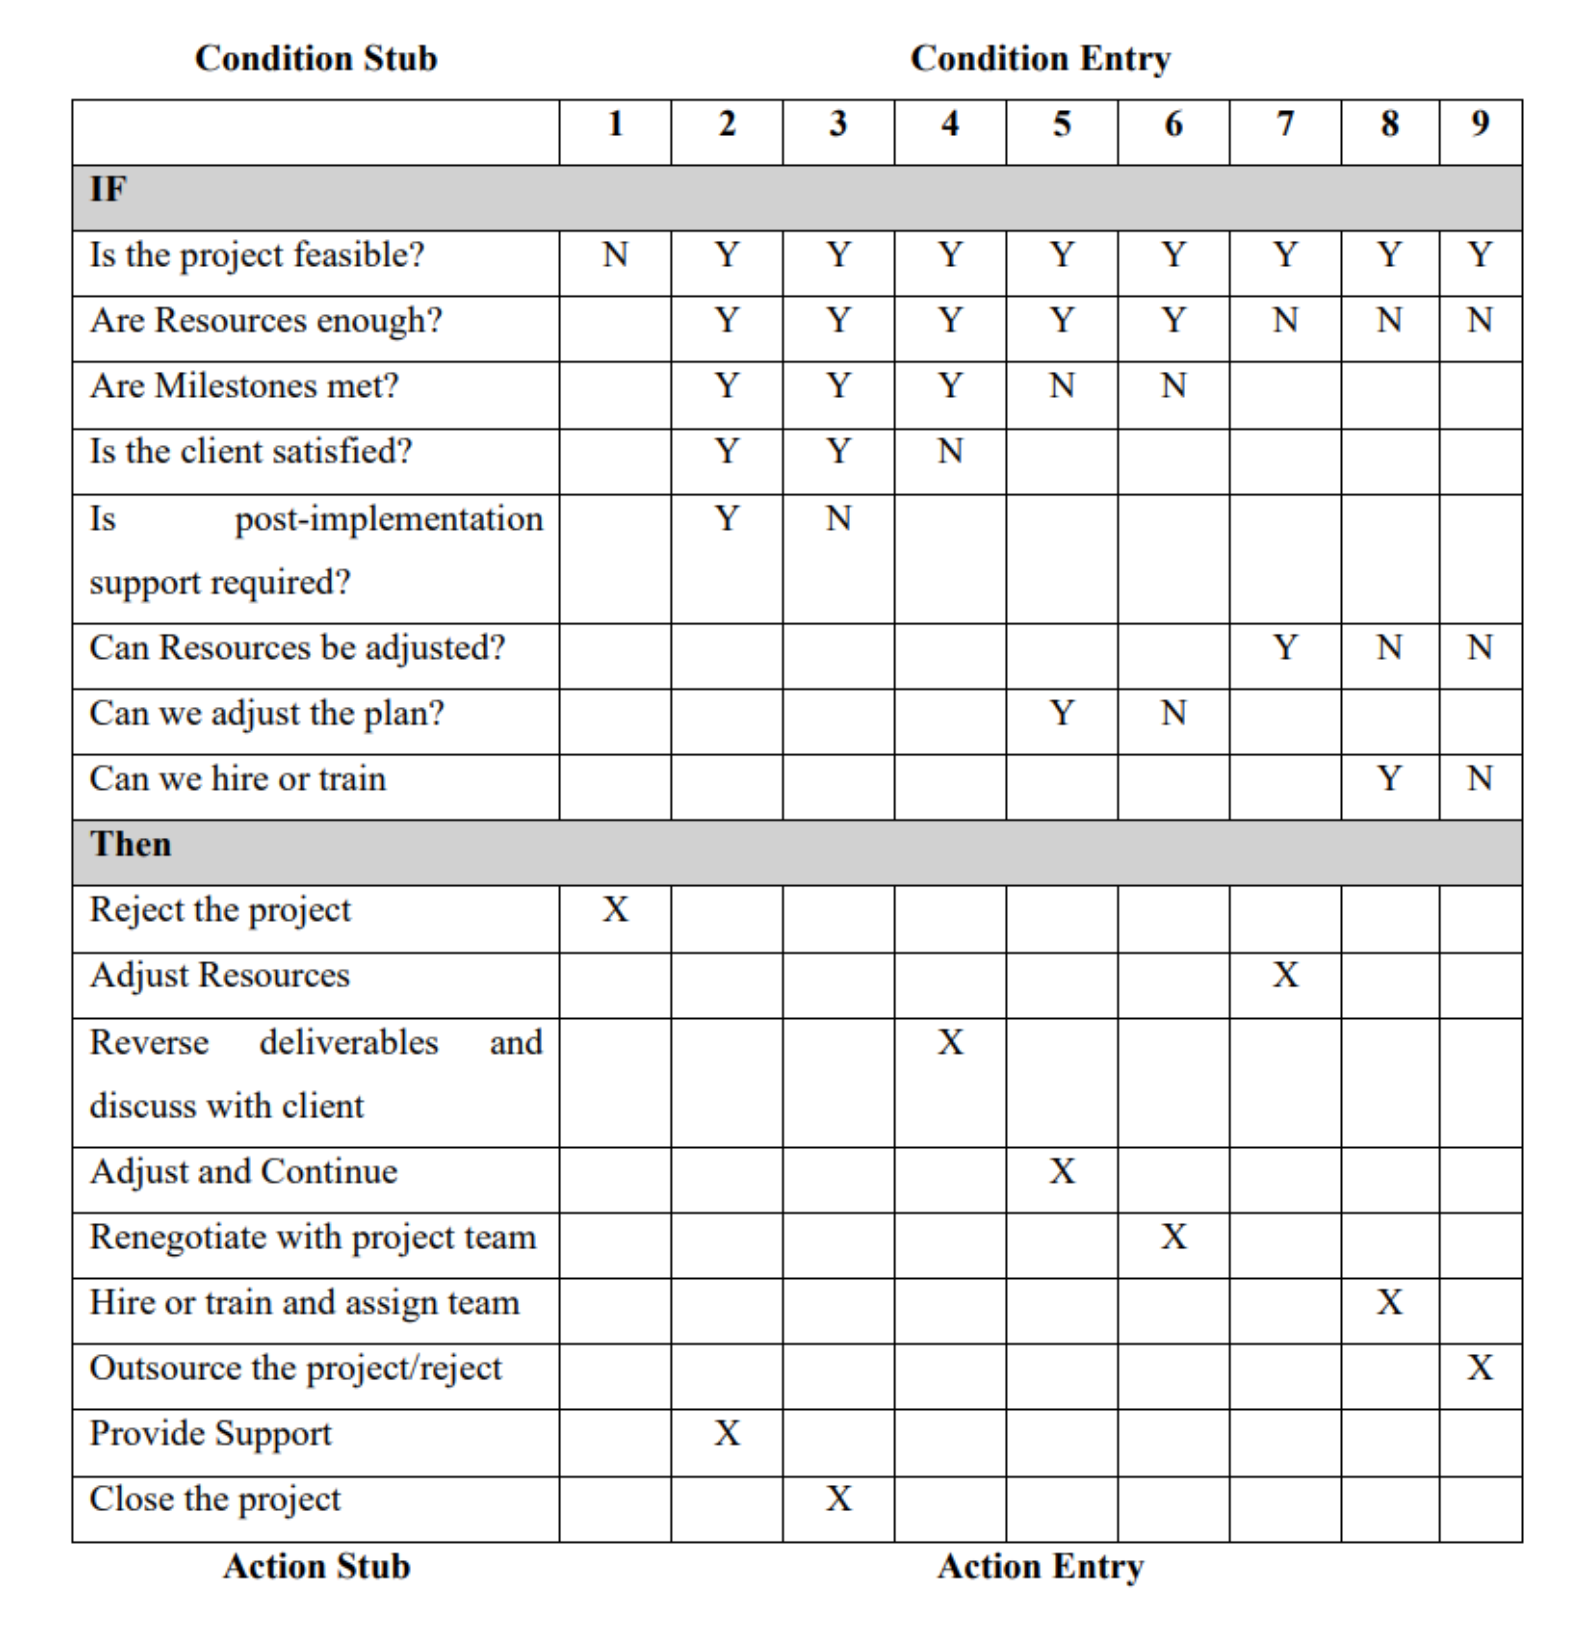 Condition Stub Condition Entry
1 2 3 4 5 6 7 8 9
IF
Is the project feasible? N Y Y Y Y Y Y Y Y
Are Resources enough? Y Y Y Y Y N N N
Are Milestones met? Y Y Y N N
Is the client satisfied? Y Y N
Is post-implementation Y N
support required?
Can Resources be adjusted? Y N N
Can we adjust the plan? Y N
Can we hire or train Y N
Then
Reject the project X
Adjust Resources X
Reverse deliverables and X
discuss with client
Adjust and Continue X
Renegotiate with project team X
Hire or train and assign team X
Outsource the project/reject X
Provide Support X
Close the project X
Action Stub Action Entry